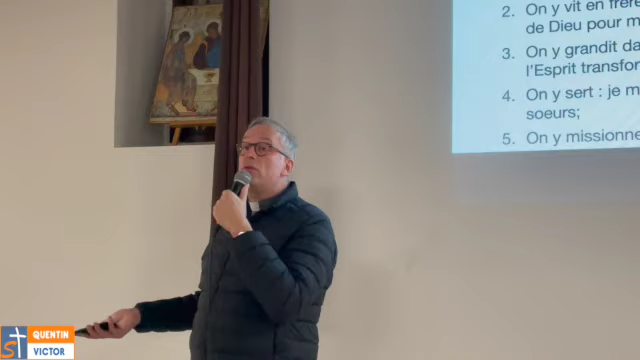 2. On y vit en frère
de Dieu pour m
3. On y grandit da
l'Esprit transfor
4. On y sert : je m
soeurs;
5. On y missionne
QUENTIN
VICTOR